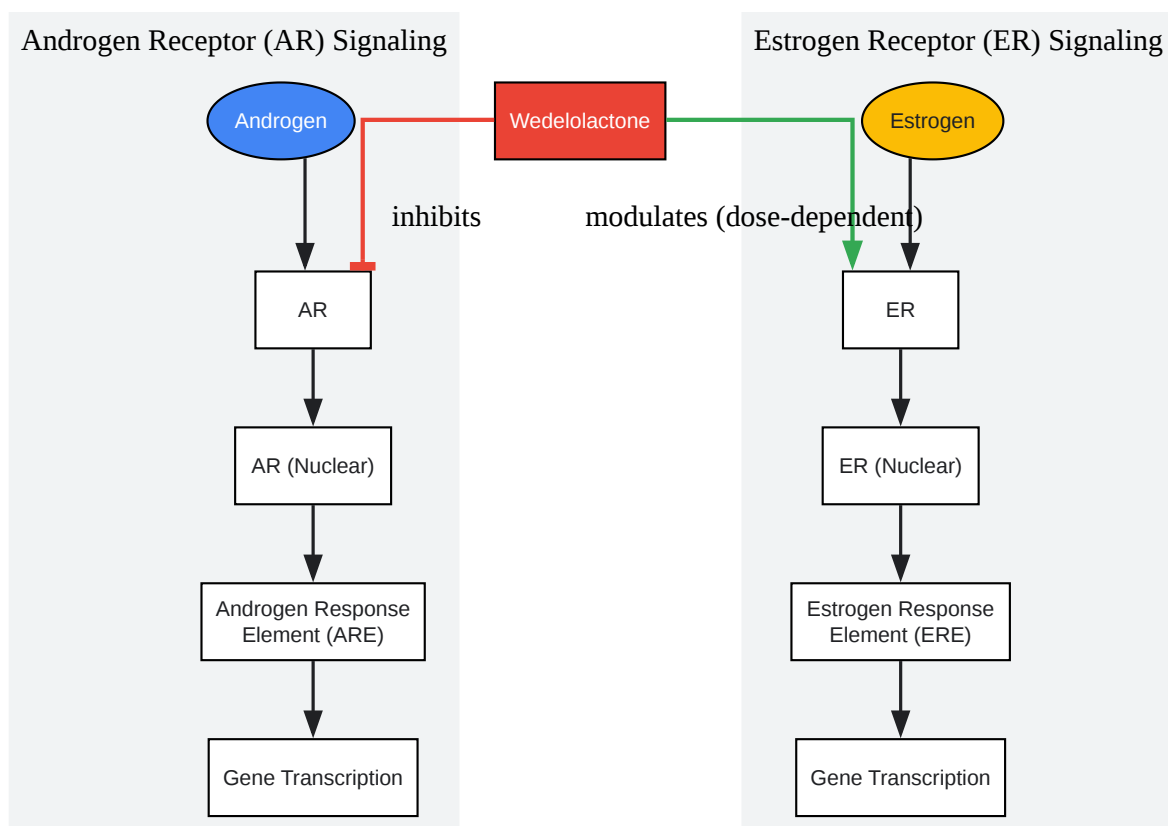 Androgen Receptor (AR) Signaling
Estrogen Receptor (ER) Signaling
Androgen
Wedelolactone
Estrogen
inhibits
modulates (dose-dependent)
AR
ER
AR (Nuclear)
ER (Nuclear)
Androgen Response
Element (ARE)
Estrogen Response
Element (ERE)
Gene Transcription
Gene Transcription